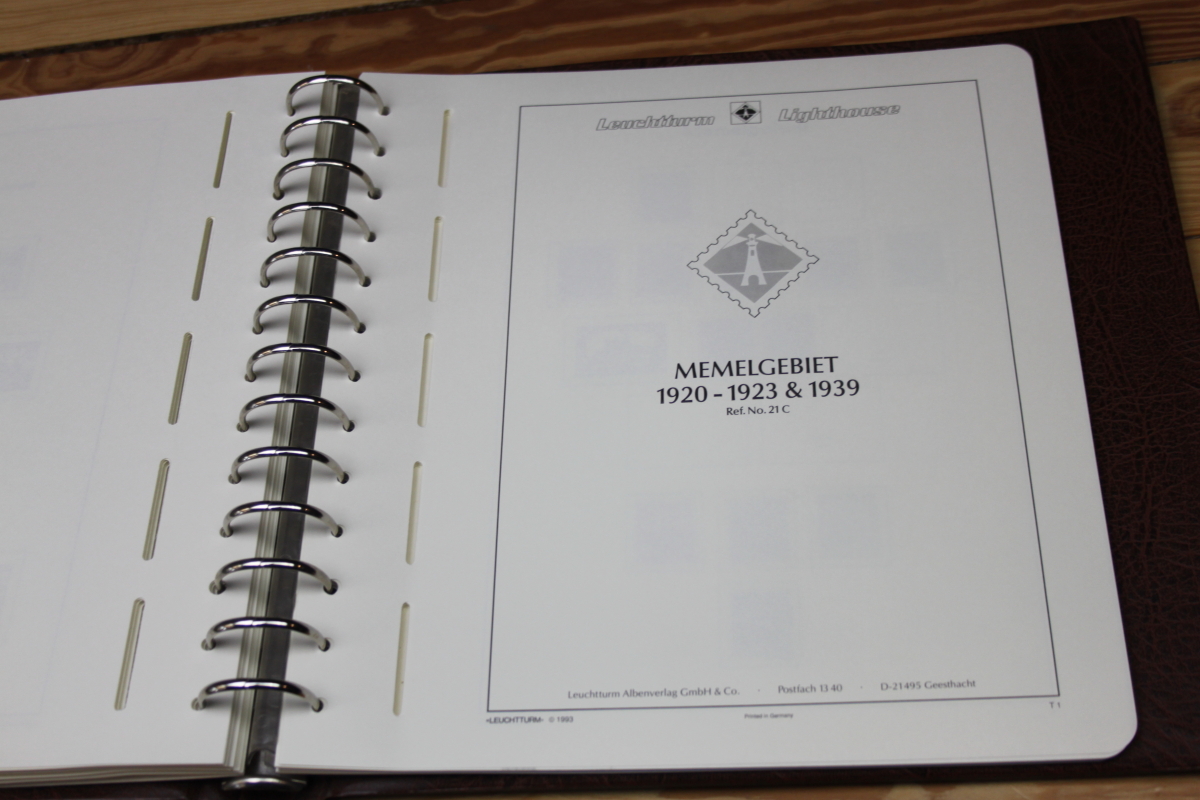 Leuchtturm Lighthouse
MEMELGEBIET
1920 - 1923 & 1939
Ref. No. 21 C
Leuchtturm Albenverlag GmbH & Co. · Postfach 13 40 · D-21495 Geesthacht
»LEUCHTTURM« © 1993
Printed in Germany
T 1